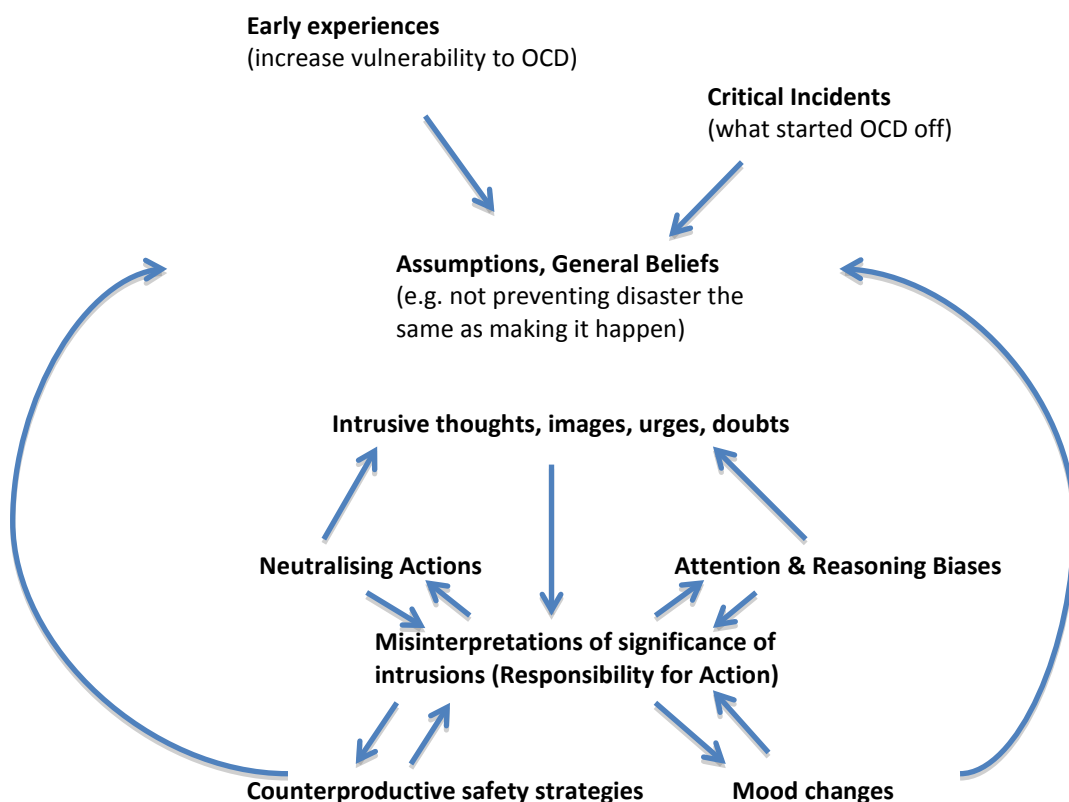 Early experiences
(increase vulnerability to OCD)
Critical Incidents
(what started OCD off)
Assumptions, General Beliefs
(e.g. not preventing disaster the
same as making it happen)
Intrusive thoughts, images, urges, doubts
Neutralising Actions
Attention & Reasoning Biases
Misinterpretations of significance of
intrusions (Responsibility for Action)
Counterproductive safety strategies
Mood changes